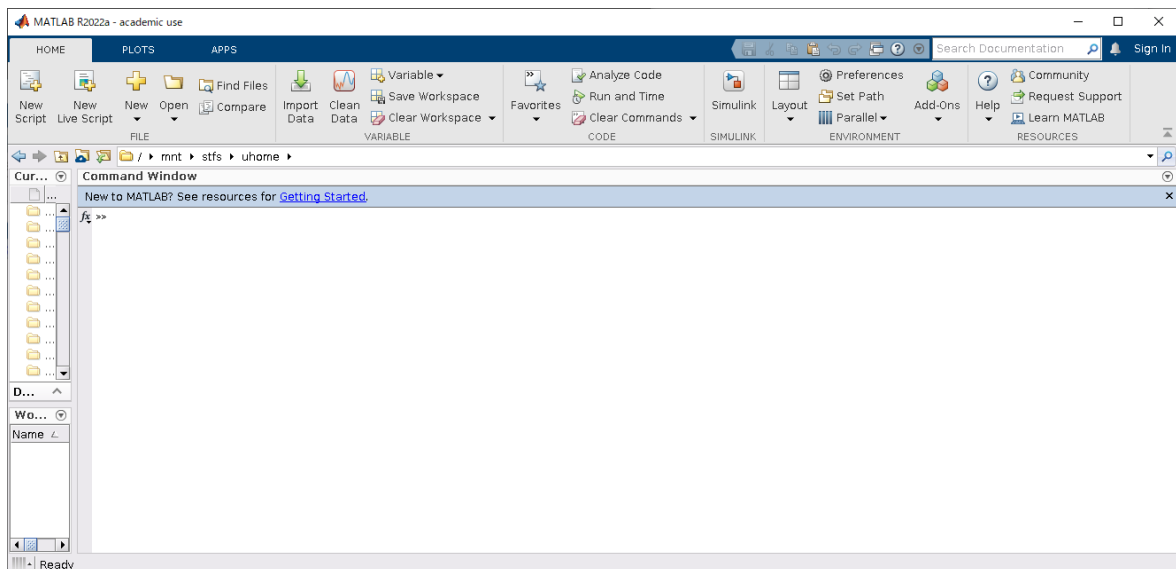 MATLAB R2022a - academic use
HOME PLOTS APPS
Search Documentation
Sign In
New Script
New Live Script
New
Open
Find Files
Compare
FILE
Import Data
Clean Data
Variable
Save Workspace
Clear Workspace
VARIABLE
Favorites
Analyze Code
Run and Time
Clear Commands
CODE
Simulink
SIMULINK
Layout
Preferences
Set Path
Parallel
Add-Ons
ENVIRONMENT
Help
Community
Request Support
Learn MATLAB
RESOURCES
/ mnt stfs uhome
Cur...
...
...
...
...
...
...
...
...
...
...
...
...
D...
Wo...
Name
Command Window
New to MATLAB? See resources for Getting Started.
fx >>
Ready